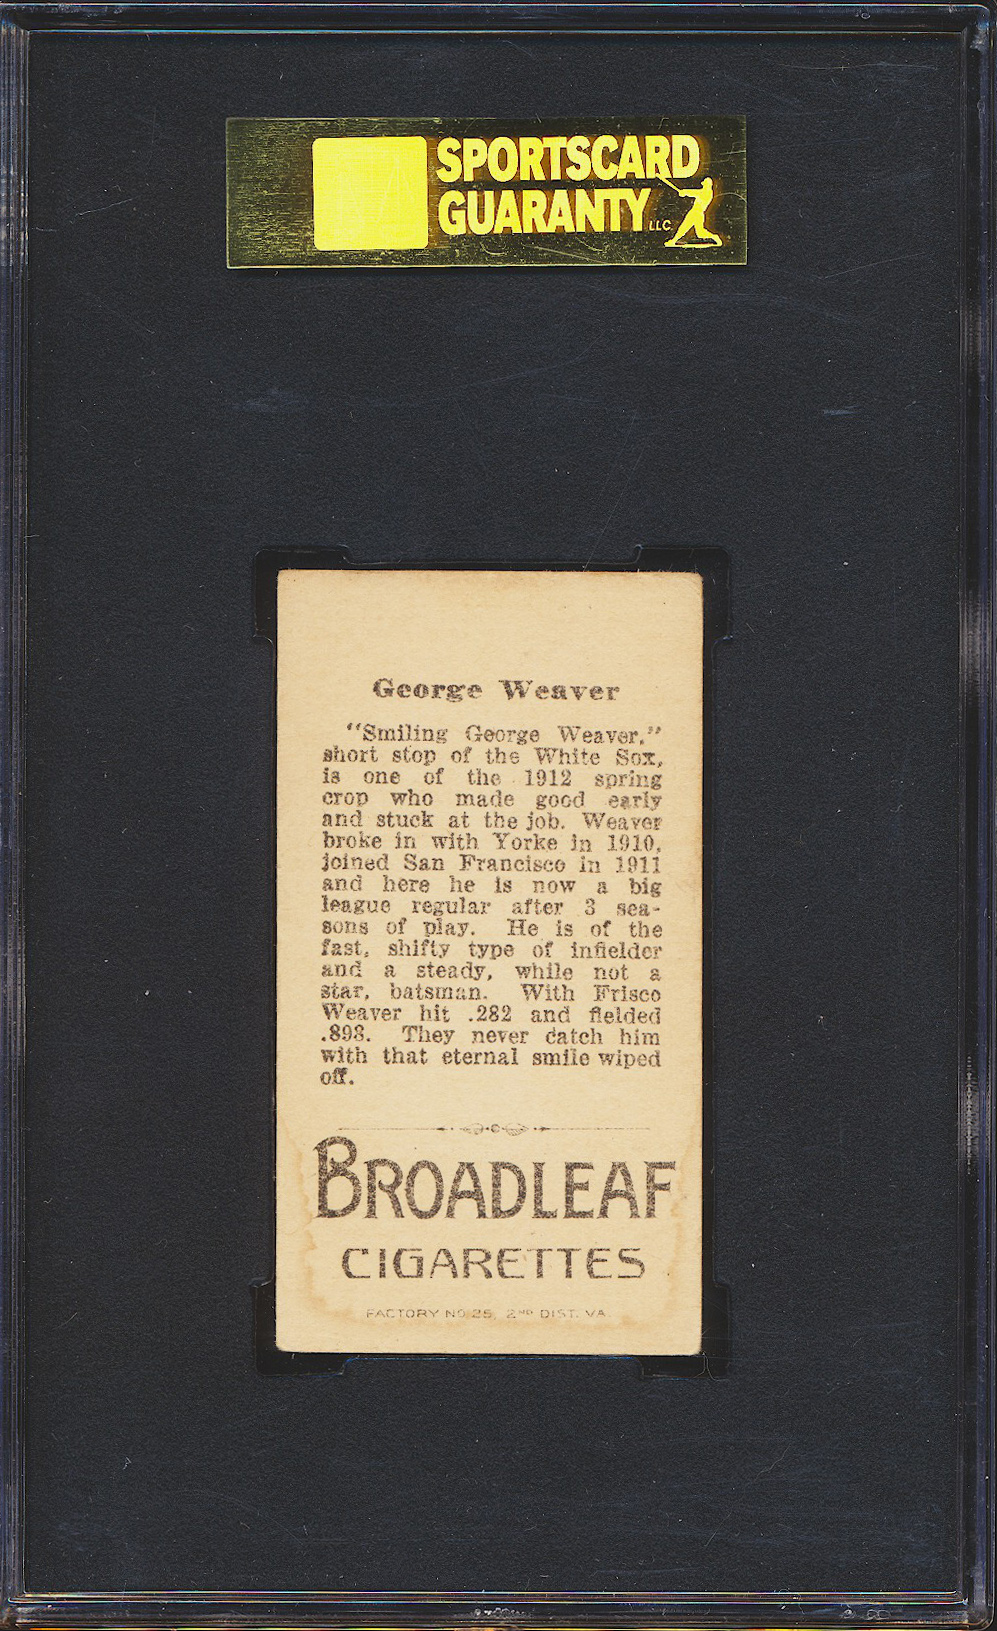 SPORTSCARD
GUARANTY LLC
George Weaver
"Smiling George Weaver,"
short stop of the White Sox,
is one of the 1912 spring
crop who made good early
and stuck at the job. Weaver
broke in with Yorke in 1910,
joined San Francisco in 1911
and here he is now a big
league regular after 3 sea-
sons of play. He is of the
fast, shifty type of infielder
and a steady, while not a
star, batsman. With Frisco
Weaver hit .282 and fielded
.893. They never catch him
with that eternal smile wiped
off.
BROADLEAF
CIGARETTES
FACTORY NO 25, 2ND DIST. VA.